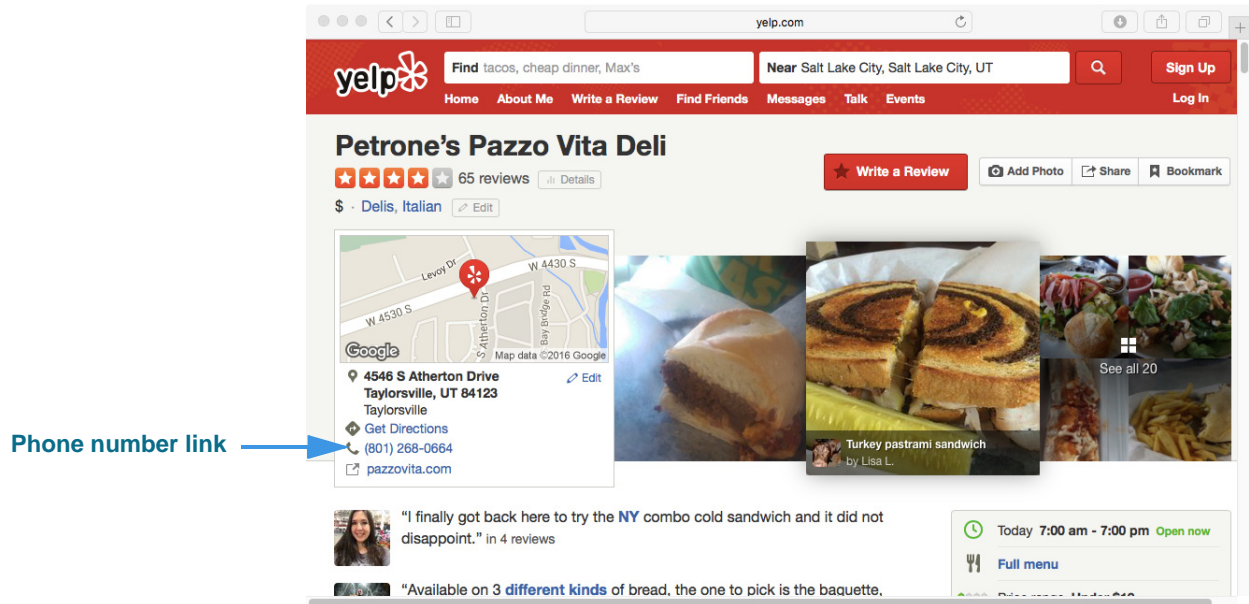 yelp.com
yelp
Find tacos, cheap dinner, Max's
Near Salt Lake City, Salt Lake City, UT
Sign Up
Home About Me Write a Review Find Friends Messages Talk Events
Log In
Petrone's Pazzo Vita Deli
65 reviews Details
Write a Review
Add Photo Share Bookmark
$ · Delis, Italian Edit
Levoy Dr
W 4430 S
W 4530 S
S Atherton Dr
Bay Bridge Rd
Google
Map data ©2016 Google
4546 S Atherton Drive
Edit
Taylorsville, UT 84123
Taylorsville
Get Directions
Phone number link
(801) 268-0664
pazzovita.com
See all 20
Turkey pastrami sandwich
by Lisa L.
“I finally got back here to try the NY combo cold sandwich and it did not
disappoint.” in 4 reviews
“Available on 3 different kinds of bread, the one to pick is the baguette,
Today 7:00 am - 7:00 pm Open now
Full menu
Price range Under $10